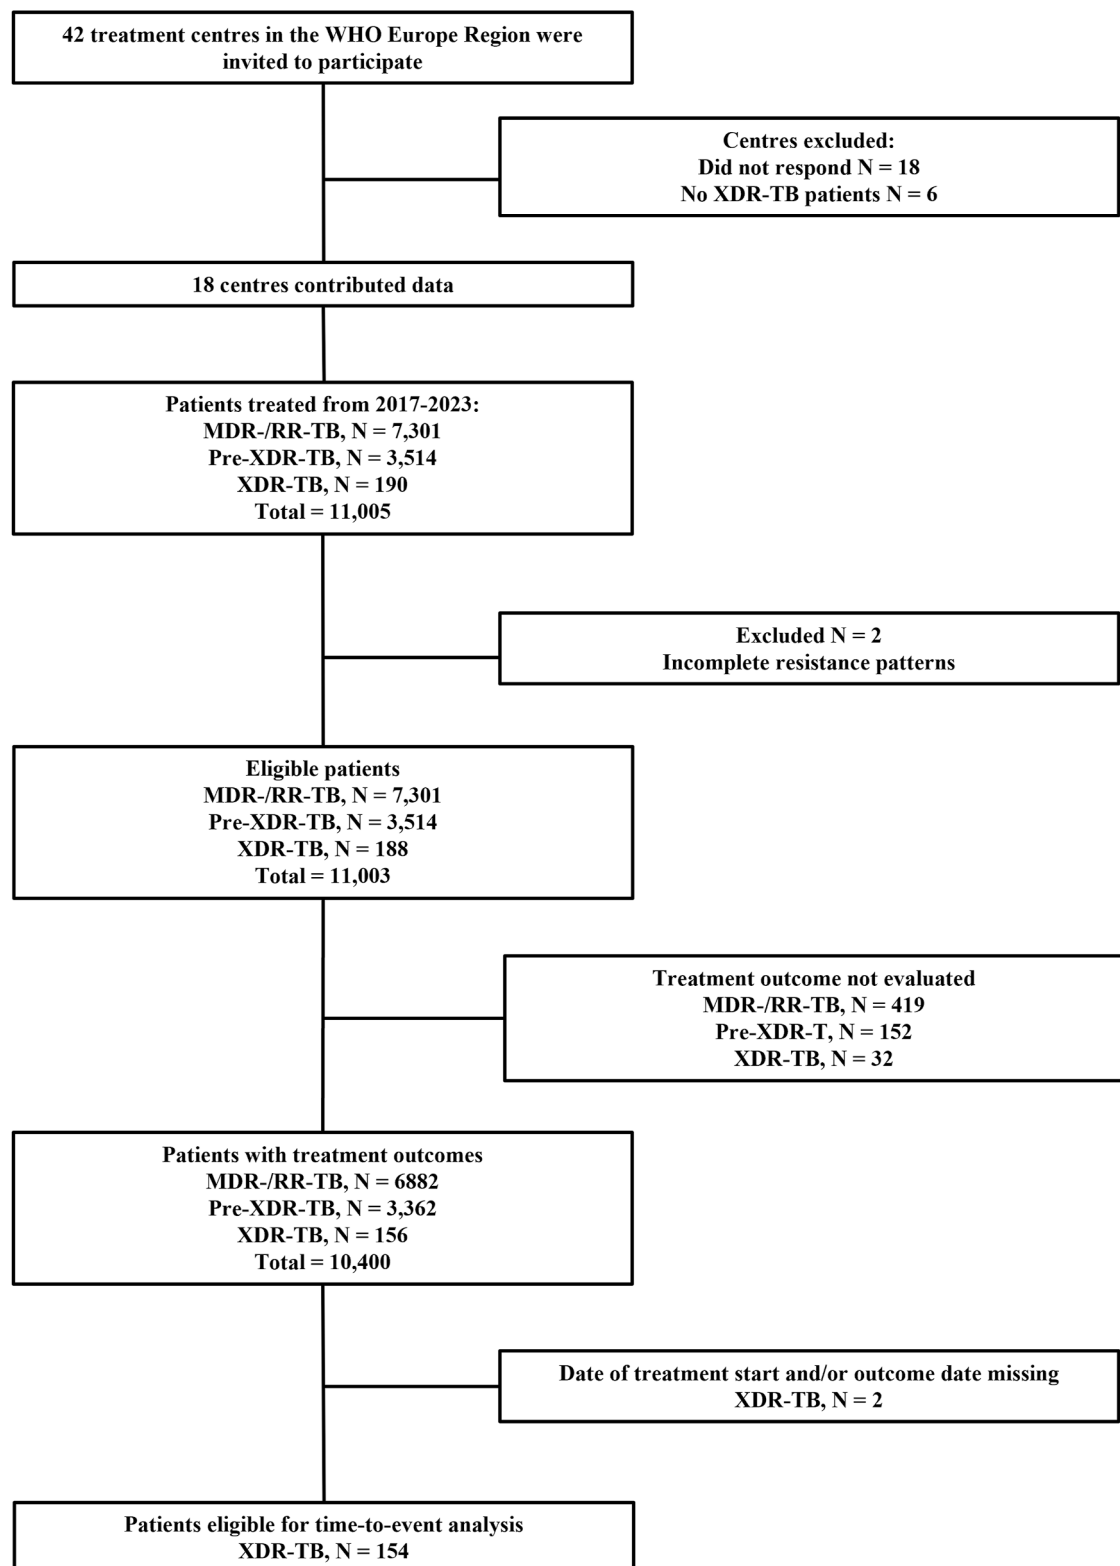 42 treatment centres in the WHO Europe Region were
invited to participate
Centres excluded:
Did not respond N = 18
No XDR-TB patients N = 6
18 centres contributed data
Patients treated from 2017-2023:
MDR-/RR-TB, N = 7,301
Pre-XDR-TB, N = 3,514
XDR-TB, N = 190
Total = 11,005
Excluded N = 2
Incomplete resistance patterns
Eligible patients
MDR-/RR-TB, N = 7,301
Pre-XDR-TB, N = 3,514
XDR-TB, N = 188
Total = 11,003
Treatment outcome not evaluated
MDR-/RR-TB, N = 419
Pre-XDR-T, N = 152
XDR-TB, N = 32
Patients with treatment outcomes
MDR-/RR-TB, N = 6882
Pre-XDR-TB, N = 3,362
XDR-TB, N = 156
Total = 10,400
Date of treatment start and/or outcome date missing
XDR-TB, N = 2
Patients eligible for time-to-event analysis
XDR-TB, N = 154